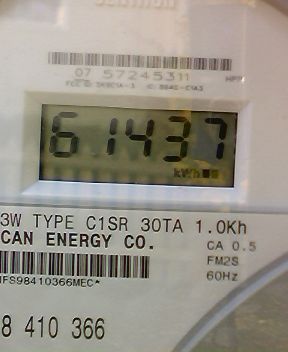 07 57245311
61437
kWh
3W TYPE C1SR 30TA 1.0Kh
CAN ENERGY CO.
CA 0.5
FM2S
60Hz
IFS98410366MEC*
8 410 366